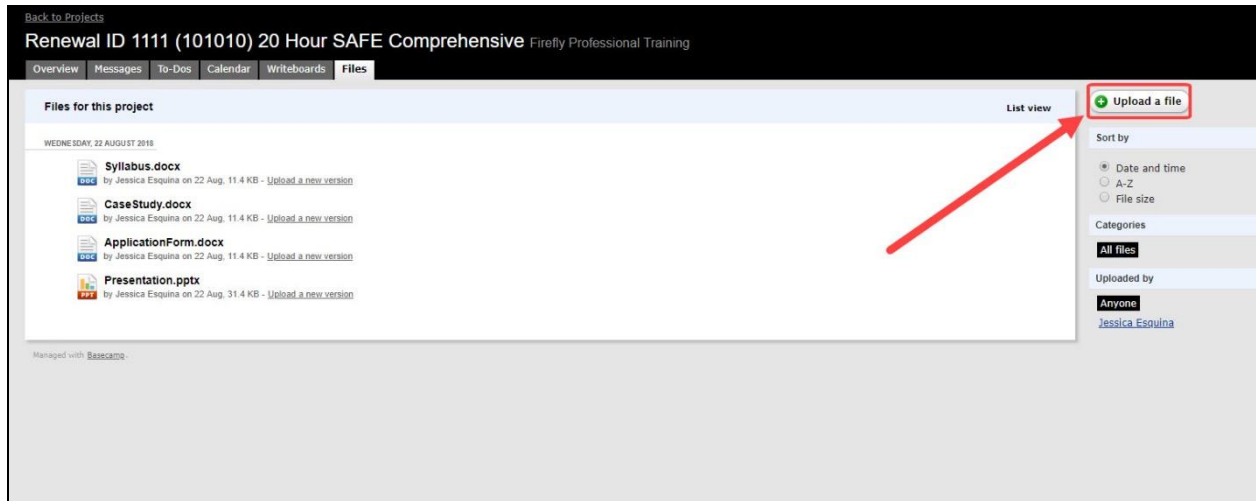 Back to Projects
Renewal ID 1111 (101010) 20 Hour SAFE Comprehensive Firefly Professional Training
Overview Messages To-Dos Calendar Writeboards Files
Files for this project
List view
WEDNESDAY, 22 AUGUST 2018
DOC
Syllabus.docx
by Jessica Esquina on 22 Aug, 11.4 KB - Upload a new version
DOC
CaseStudy.docx
by Jessica Esquina on 22 Aug, 11.4 KB - Upload a new version
DOC
ApplicationForm.docx
by Jessica Esquina on 22 Aug, 11.4 KB - Upload a new version
PPT
Presentation.pptx
by Jessica Esquina on 22 Aug, 31.4 KB - Upload a new version
Managed with Basecamp.
Upload a file
Sort by
Date and time
A-Z
File size
Categories
All files
Uploaded by
Anyone
Jessica Esquina